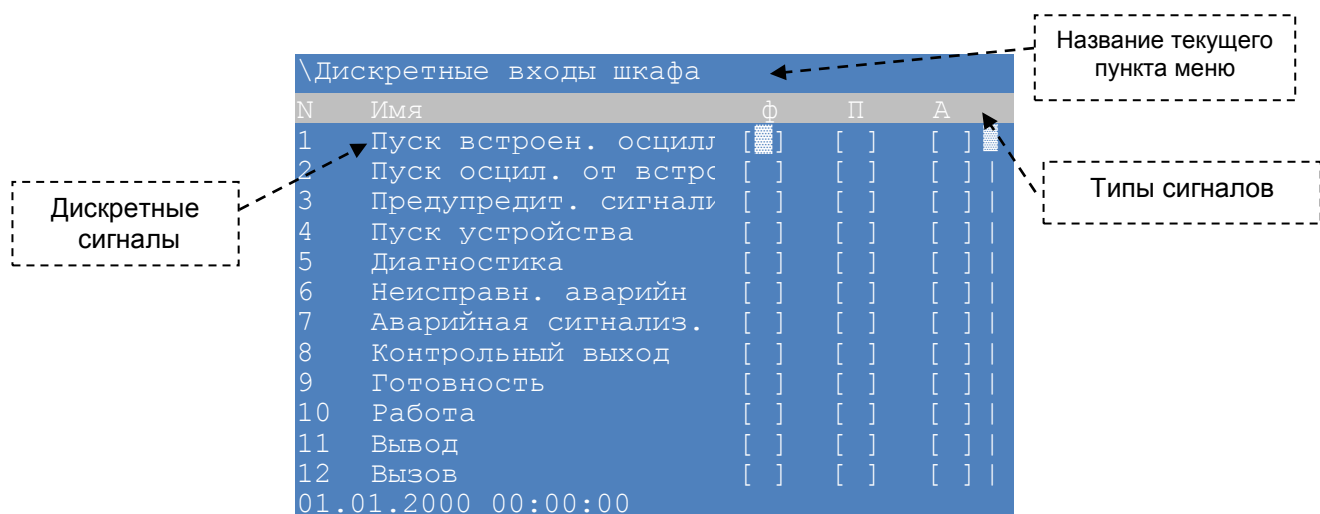 Название текущего
пункта меню
\Дискретные входы шкафа
N Имя ф П А
1 Пуск встроен. осцилл [ ] [ ] [ ]
2 Пуск осцил. от встро [ ] [ ] [ ] |
3 Предупредит. сигнали [ ] [ ] [ ] |
4 Пуск устройства [ ] [ ] [ ] |
5 Диагностика [ ] [ ] [ ] |
6 Неисправн. аварийн [ ] [ ] [ ] |
7 Аварийная сигнализ. [ ] [ ] [ ] |
8 Контрольный выход [ ] [ ] [ ] |
9 Готовность [ ] [ ] [ ] |
10 Работа [ ] [ ] [ ] |
11 Вывод [ ] [ ] [ ] |
12 Вызов [ ] [ ] [ ] |
01.01.2000 00:00:00
Дискретные
сигналы
Типы сигналов